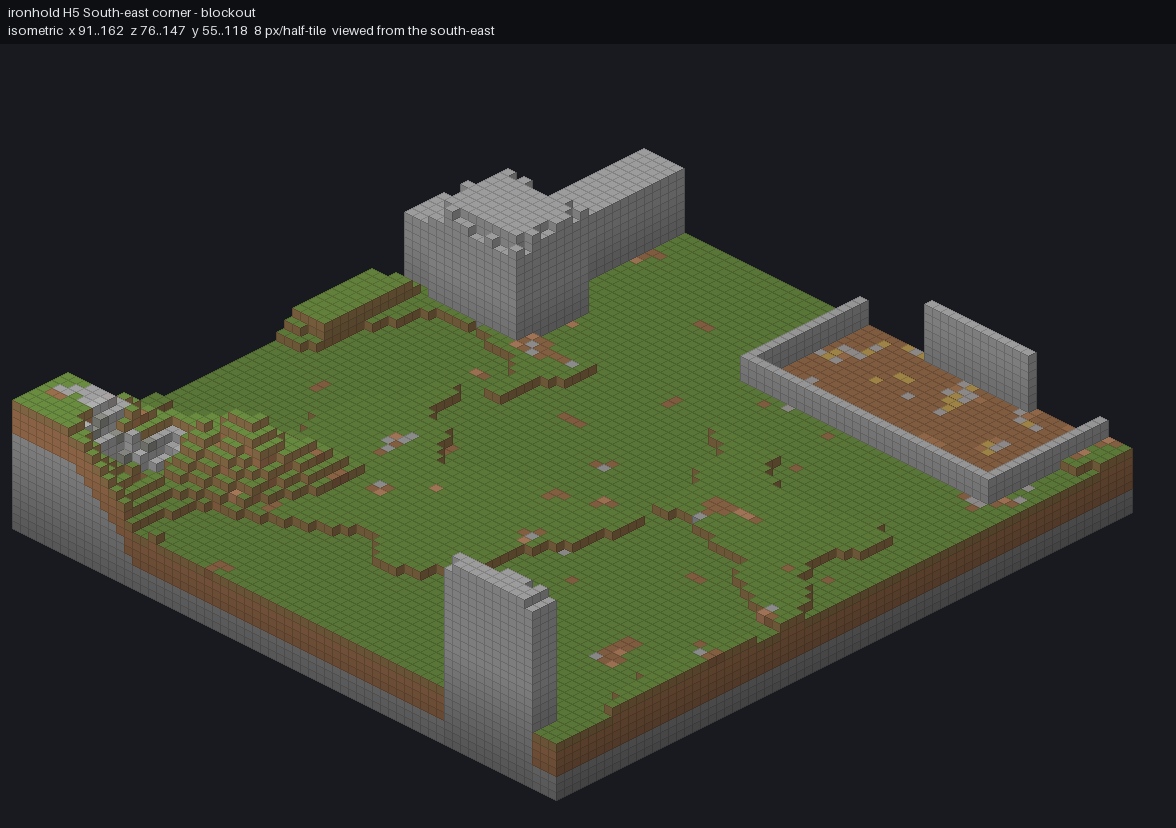 ironhold H5 South-east corner - blockout
isometric x 91..162 z 76..147 y 55..118 8 px/half-tile viewed from the south-east